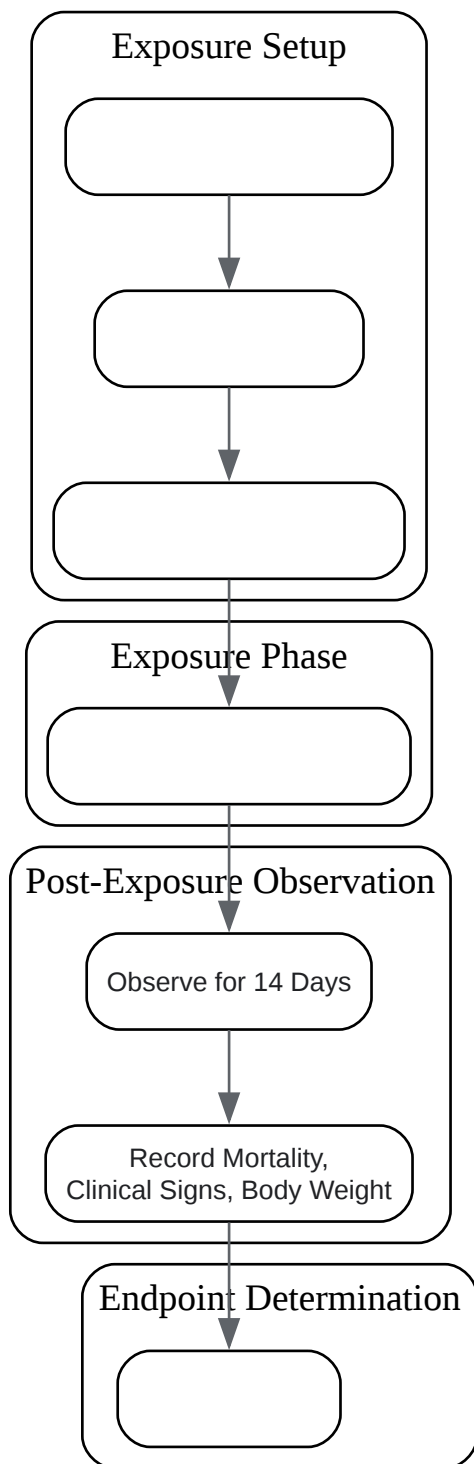 Exposure Setup
Exposure Phase
Post-Exposure Observation
Observe for 14 Days
Record Mortality,
Clinical Signs, Body Weight
Endpoint Determination